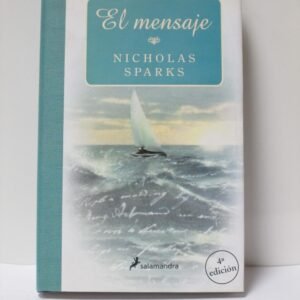 El mensaje
NICHOLAS
SPARKS
salamandra
4ª
edición